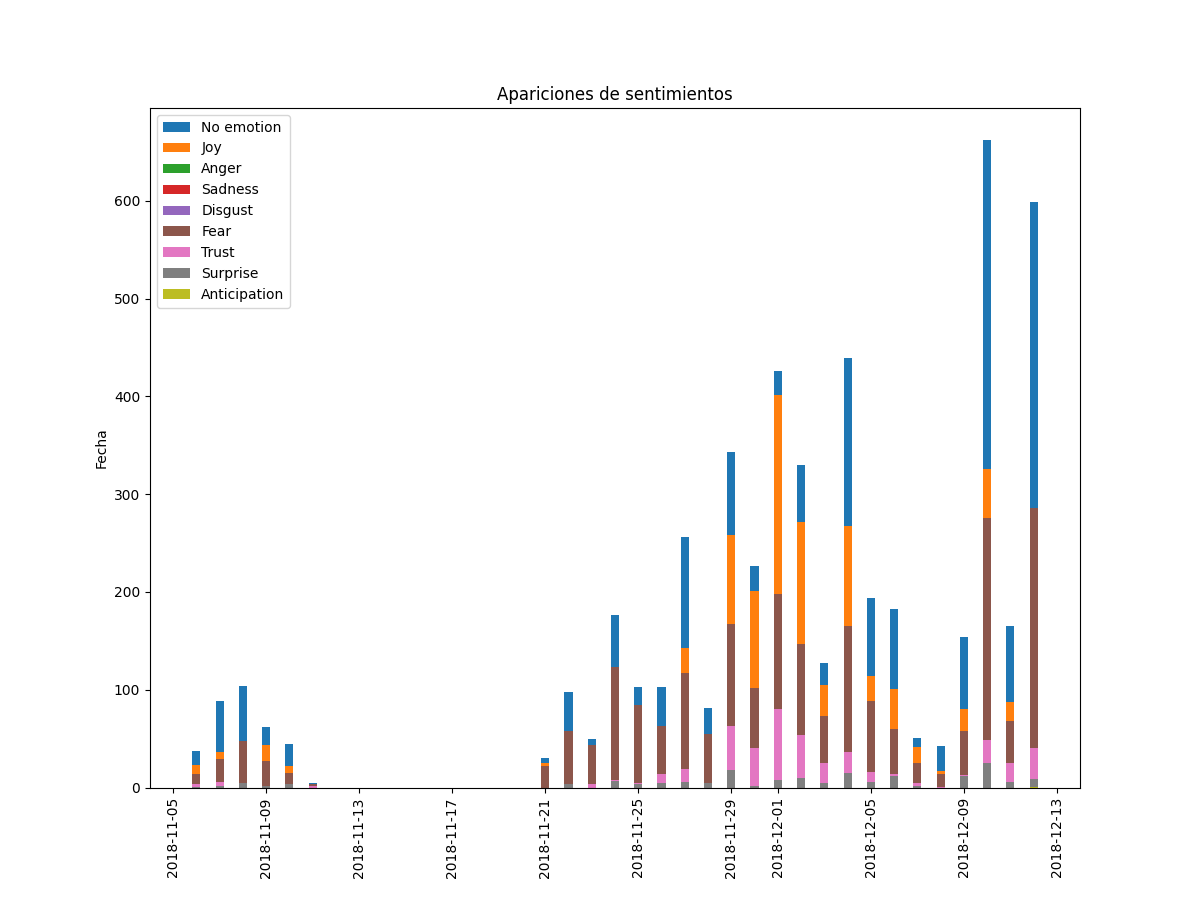 Apariciones de sentimientos
No emotion
Joy
Anger
Sadness
Disgust
Fear
Trust
Surprise
Anticipation
Fecha
600
500
400
300
200
100
0
2018-11-05
2018-11-09
2018-11-13
2018-11-17
2018-11-21
2018-11-25
2018-11-29
2018-12-01
2018-12-05
2018-12-09
2018-12-13